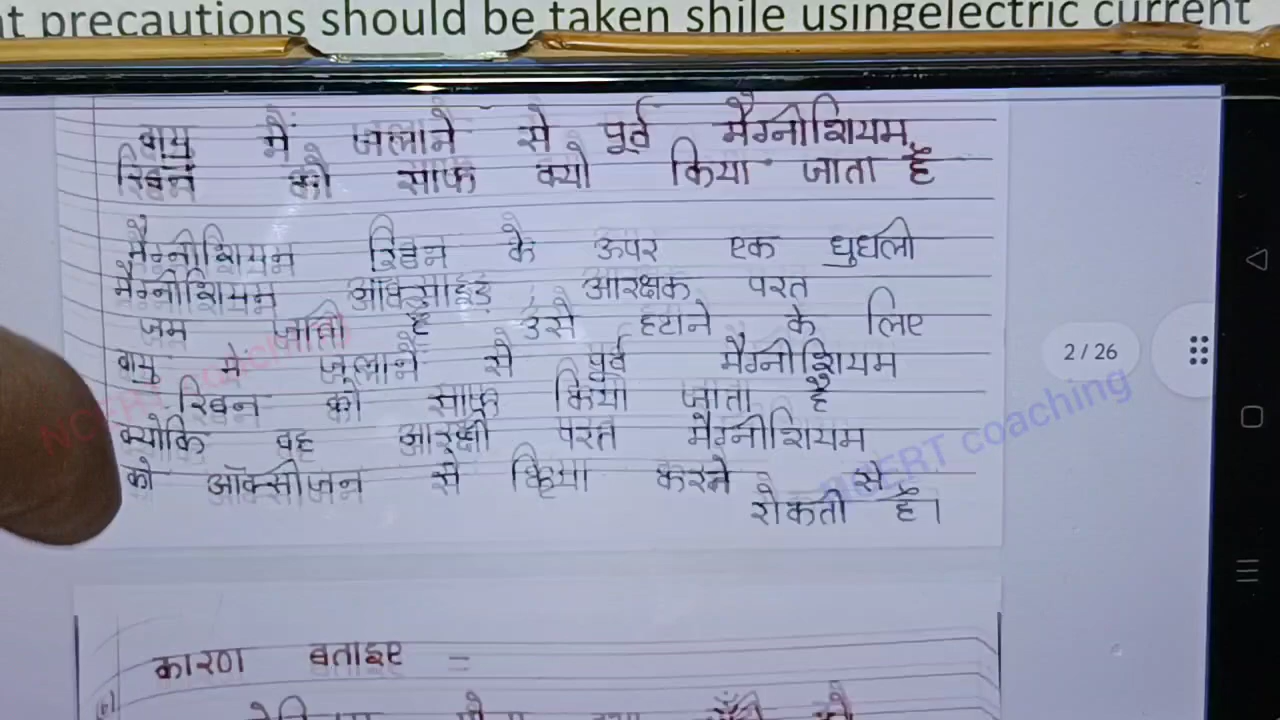 t precautions should be taken shile usingelectric current
वायु में जलाने से पूर्व मैग्नीशियम
रिबन को साफ क्यो किया जाता है
मैग्नीशियम रिबन के ऊपर एक धुधली
मैग्नीशियम ऑक्साइड, आरक्षक परत
जम जाती है उसे हटाने के लिए
वायु में जलाने से पूर्व मैग्नीशियम
रिबन को साफ किया जाता है
क्योकि वह आरक्षी परत मैग्नीशियम
को ऑक्सीजन से क्रिया करने से
रोकती है।
2/26
NCERT coaching
NCERT coaching
कारण बताइए –